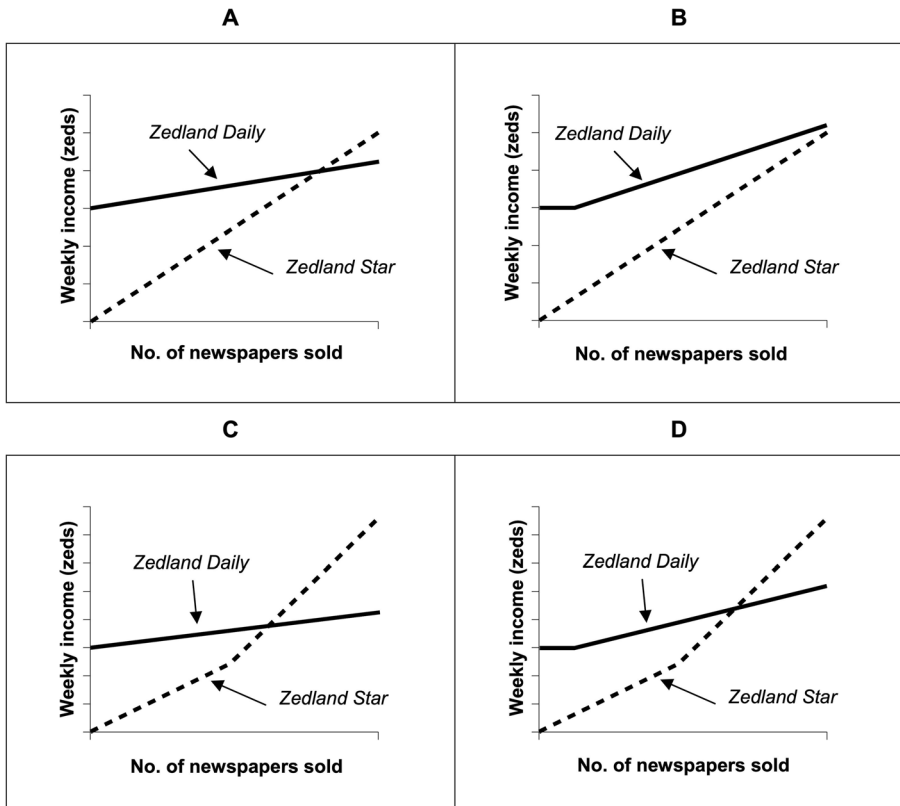 A
B
Weekly income (zeds)
Zedland Daily
Zedland Star
No. of newspapers sold
Weekly income (zeds)
Zedland Daily
Zedland Star
No. of newspapers sold
C
D
Weekly income (zeds)
Zedland Daily
Zedland Star
No. of newspapers sold
Weekly income (zeds)
Zedland Daily
Zedland Star
No. of newspapers sold